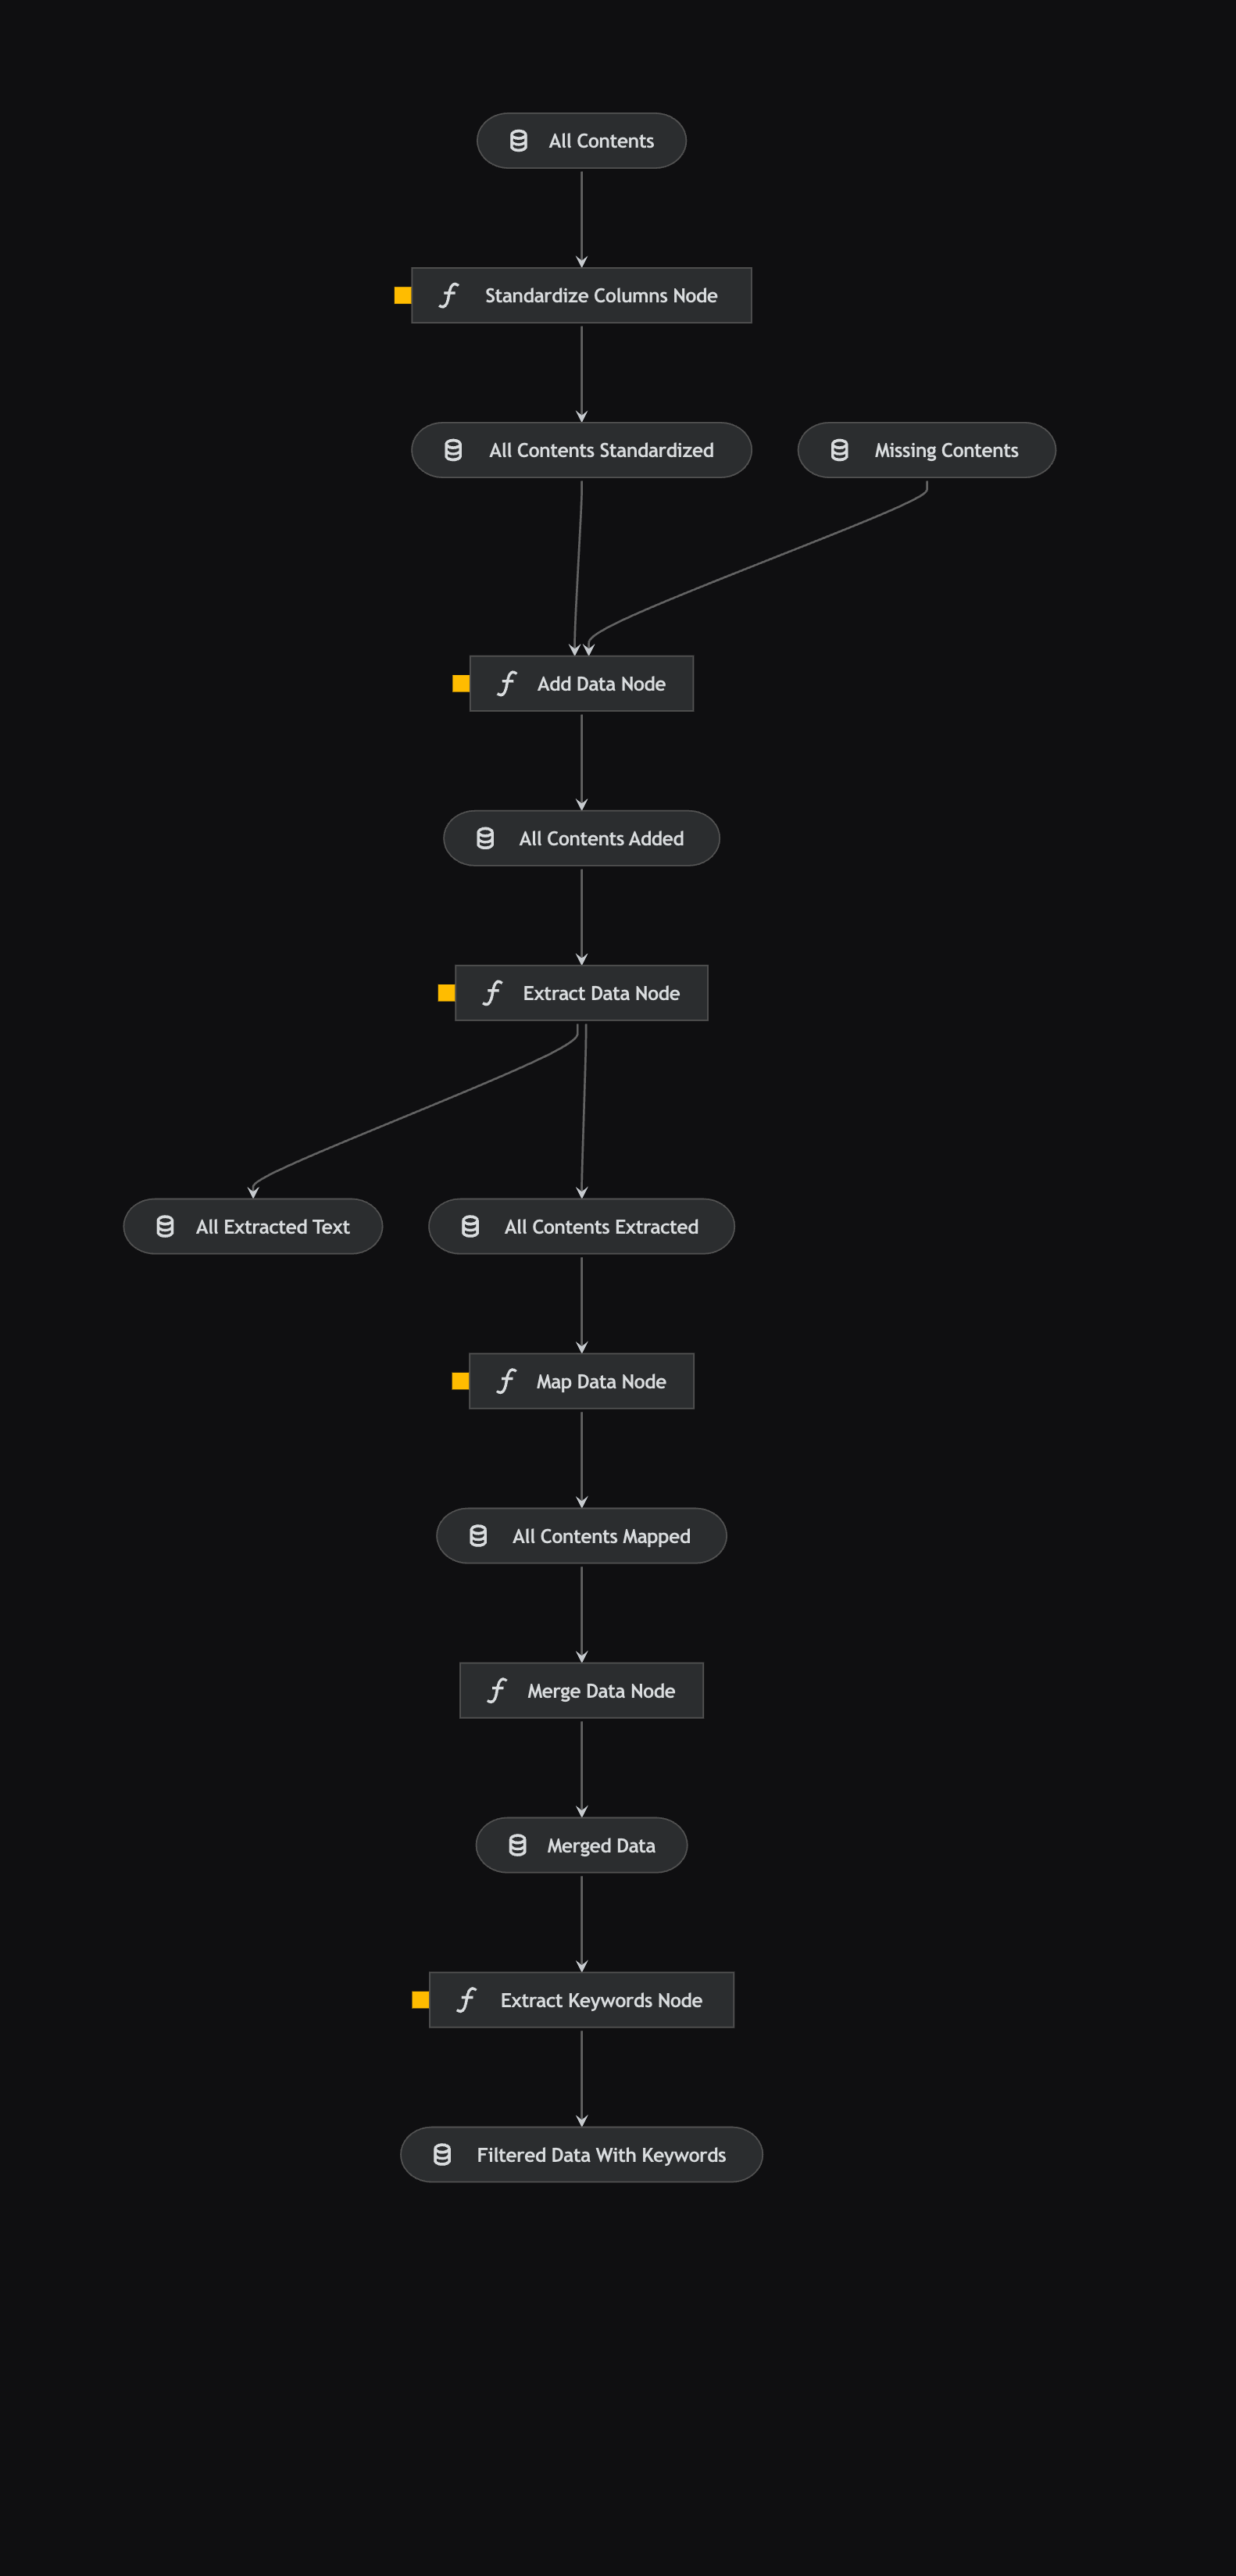 All Contents
Standardize Columns Node
All Contents Standardized
Missing Contents
Add Data Node
All Contents Added
Extract Data Node
All Extracted Text
All Contents Extracted
Map Data Node
All Contents Mapped
Merge Data Node
Merged Data
Extract Keywords Node
Filtered Data With Keywords